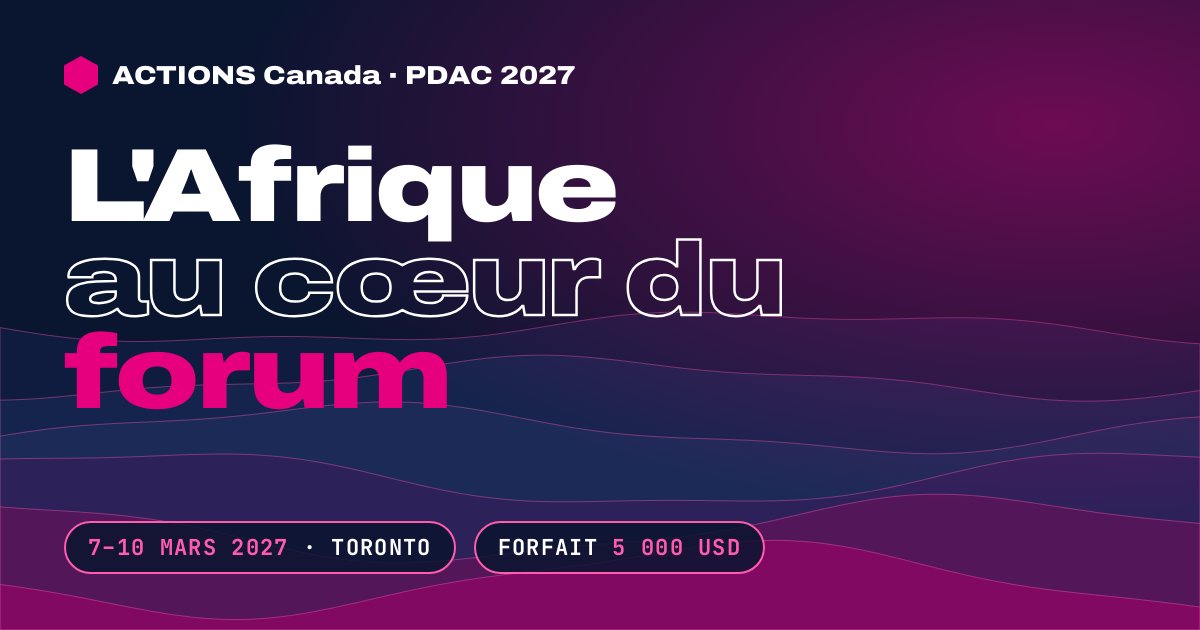 ACTIONS Canada · PDAC 2027
L'Afrique
au cœur du
forum
7–10 MARS 2027 · TORONTO
FORFAIT 5 000 USD